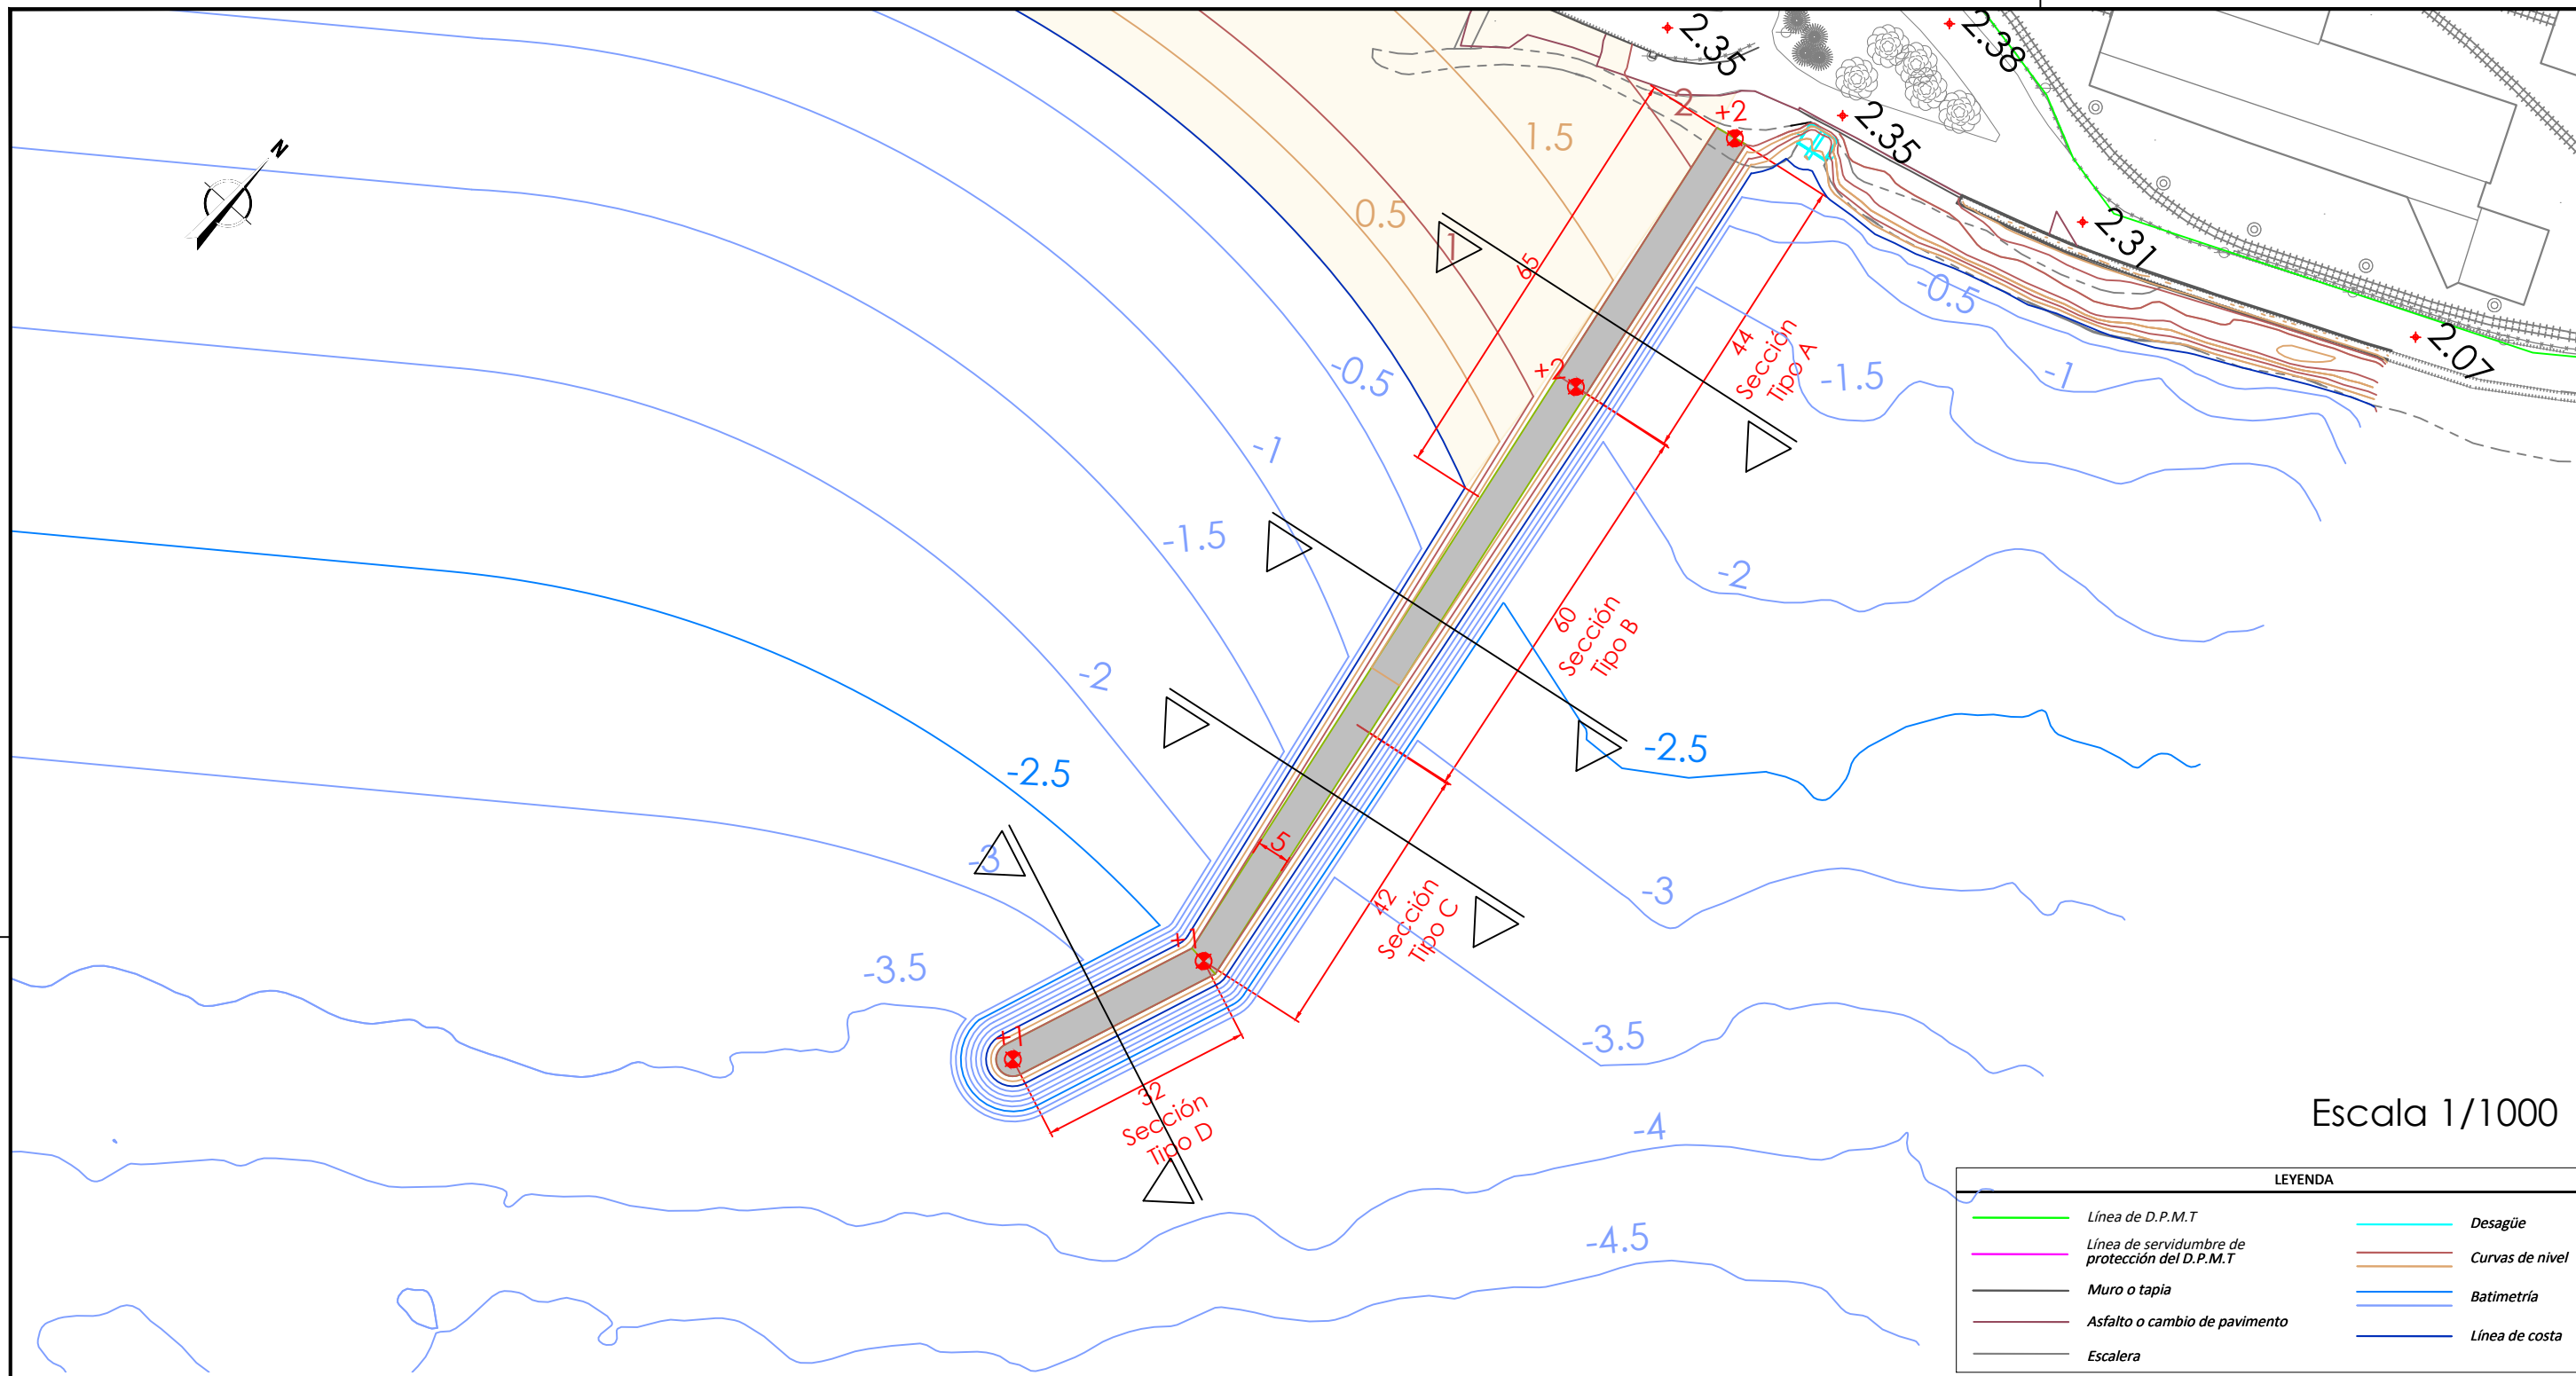 N
2.35
2.38
2.35
2.31
2.07
2
+2
1.5
0.5
1
65
+2
44
Sección
Tipo A
-0.5
-1
-1.5
-0.5
-1
-1.5
-2
-2.5
-3
-3.5
60
Sección
Tipo B
-2
-2.5
5
42
Sección
Tipo C
-3
+1
+1
32
Sección
Tipo D
-3.5
-4
-4.5
Escala 1/1000
LEYENDA
Línea de D.P.M.T
Línea de servidumbre de
protección del D.P.M.T
Muro o tapia
Asfalto o cambio de pavimento
Escalera
Desagüe
Curvas de nivel
Batimetría
Línea de costa